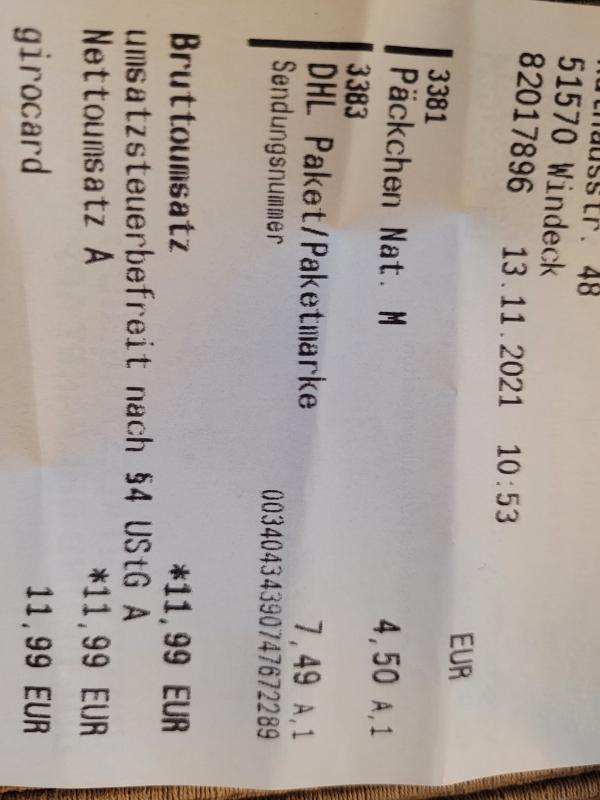 48
51570 Windeck
82017896 13.11.2021 10:53
EUR
3381
Päckchen Nat. M 4,50 A,1
3383
DHL Paket/Paketmarke 7,49 A,1
Sendungsnummer 00340434390747672289
Bruttoumsatz *11,99 EUR
umsatzsteuerbefreit nach §4 UStG A
Nettoumsatz A *11,99 EUR
girocard 11,99 EUR